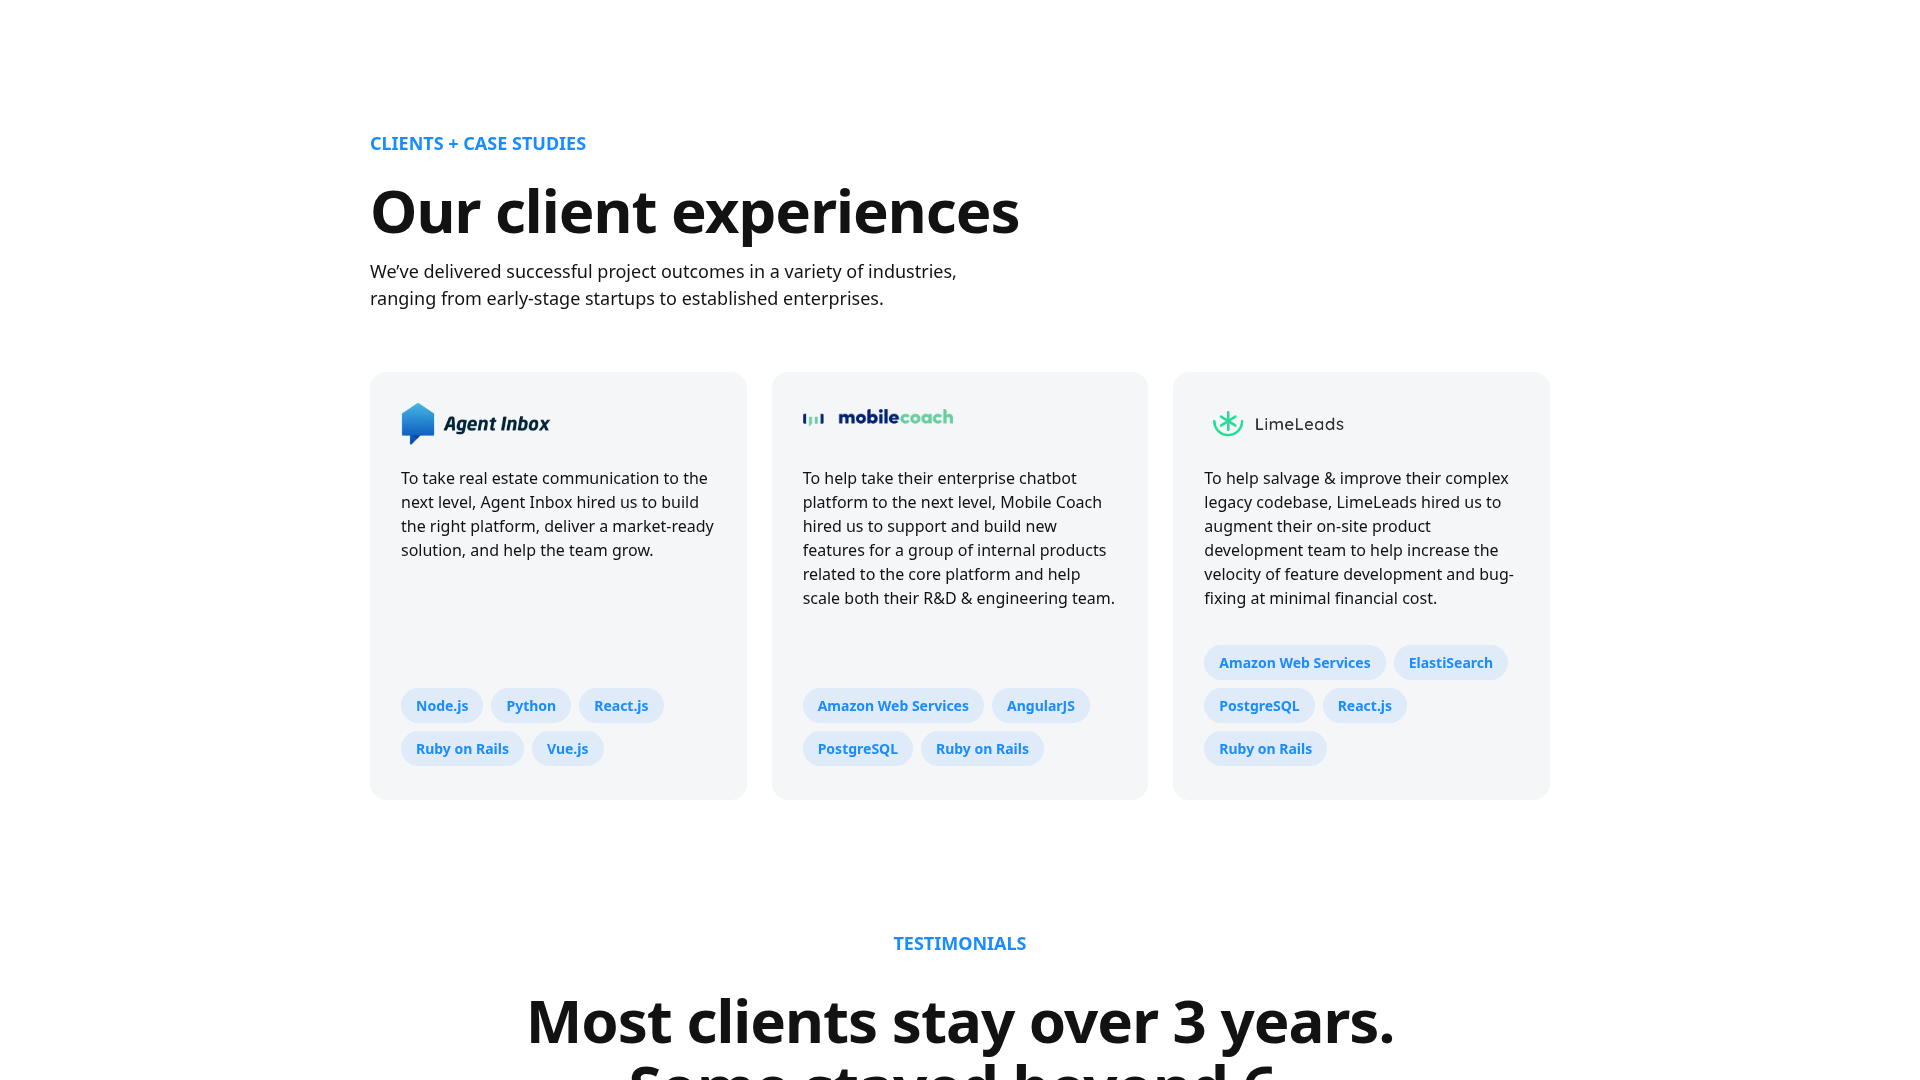 CLIENTS + CASE STUDIES
Our client experiences
We’ve delivered successful project outcomes in a variety of industries,
ranging from early-stage startups to established enterprises.
Agent Inbox
To take real estate communication to the
next level, Agent Inbox hired us to build
the right platform, deliver a market-ready
solution, and help the team grow.
Node.js Python React.js
Ruby on Rails Vue.js
mobilecoach
To help take their enterprise chatbot
platform to the next level, Mobile Coach
hired us to support and build new
features for a group of internal products
related to the core platform and help
scale both their R&D & engineering team.
Amazon Web Services AngularJS
PostgreSQL Ruby on Rails
LimeLeads
To help salvage & improve their complex
legacy codebase, LimeLeads hired us to
augment their on-site product
development team to help increase the
velocity of feature development and bug-
fixing at minimal financial cost.
Amazon Web Services ElastiSearch
PostgreSQL React.js
Ruby on Rails
TESTIMONIALS
Most clients stay over 3 years.
Some stayed beyond 6